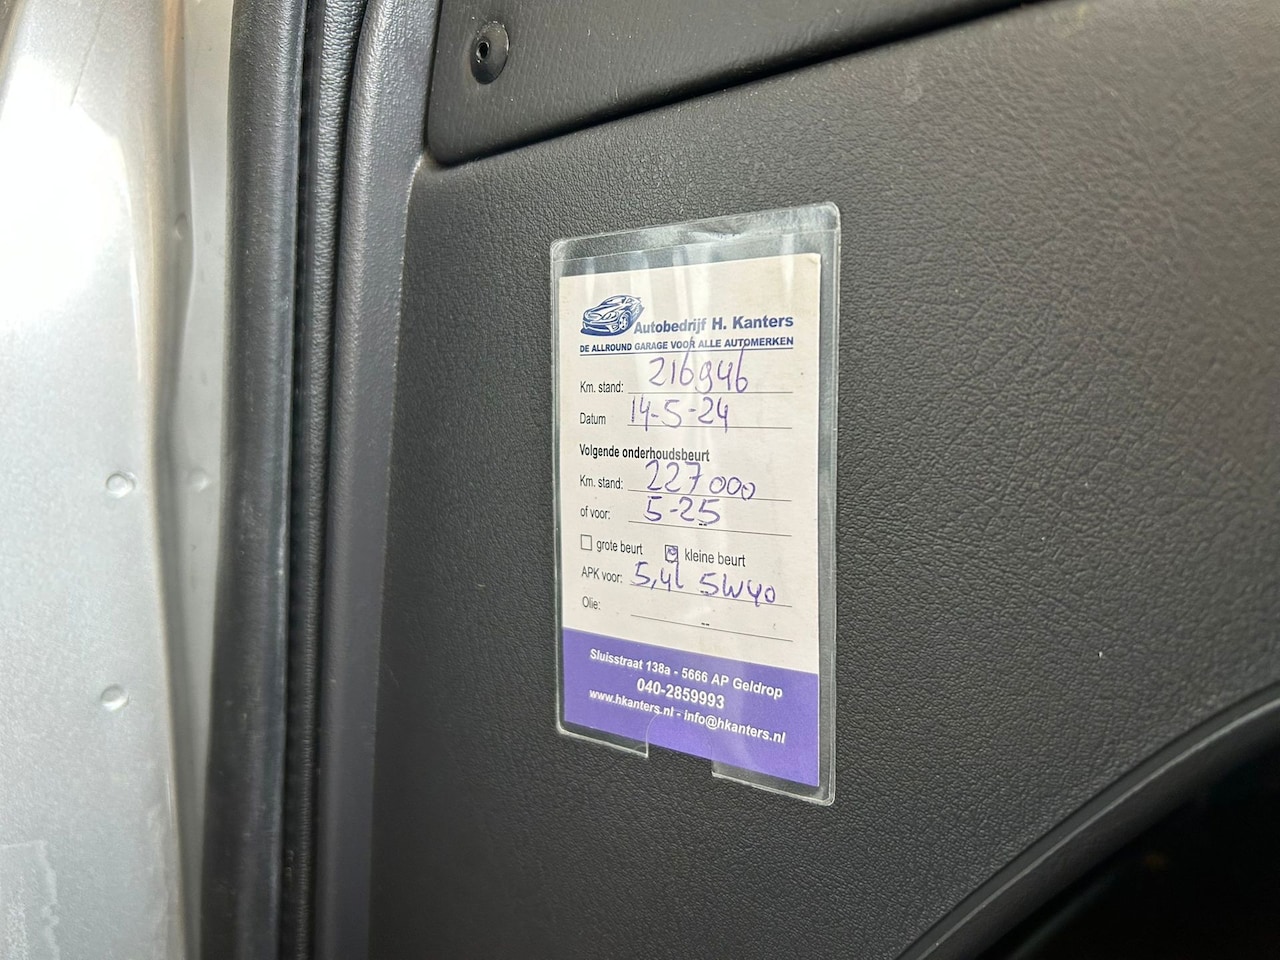 Autobedrijf H. Kanters
DE ALLROUND GARAGE VOOR ALLE AUTOMERKEN
Km. stand: 216946
Datum 14-5-24
Volgende onderhoudsbeurt
Km. stand: 227000
of voor: 5-25
grote beurt kleine beurt
APK voor: 5,4l 5W40
Olie:
Sluisstraat 138a - 5666 AP Geldrop
040-2859993
www.hkanters.nl - info@hkanters.nl